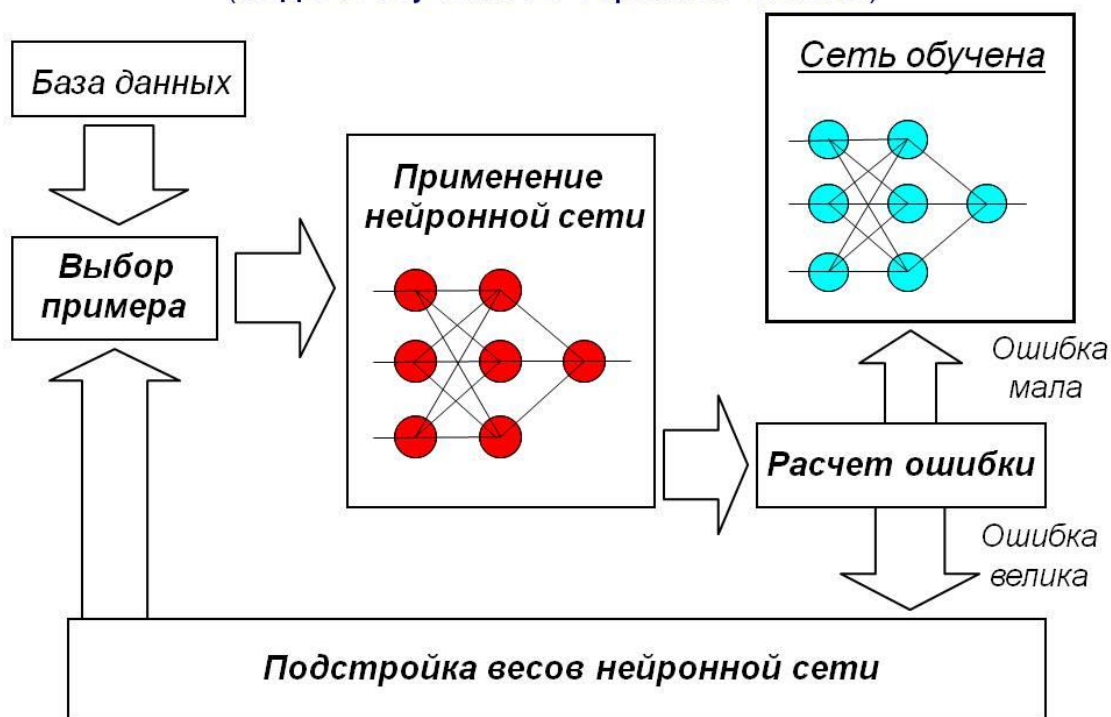 База данных
Выбор
примера
Применение
нейронной сети
Сеть обучена
Ошибка
мала
Расчет ошибки
Ошибка
велика
Подстройка весов нейронной сети